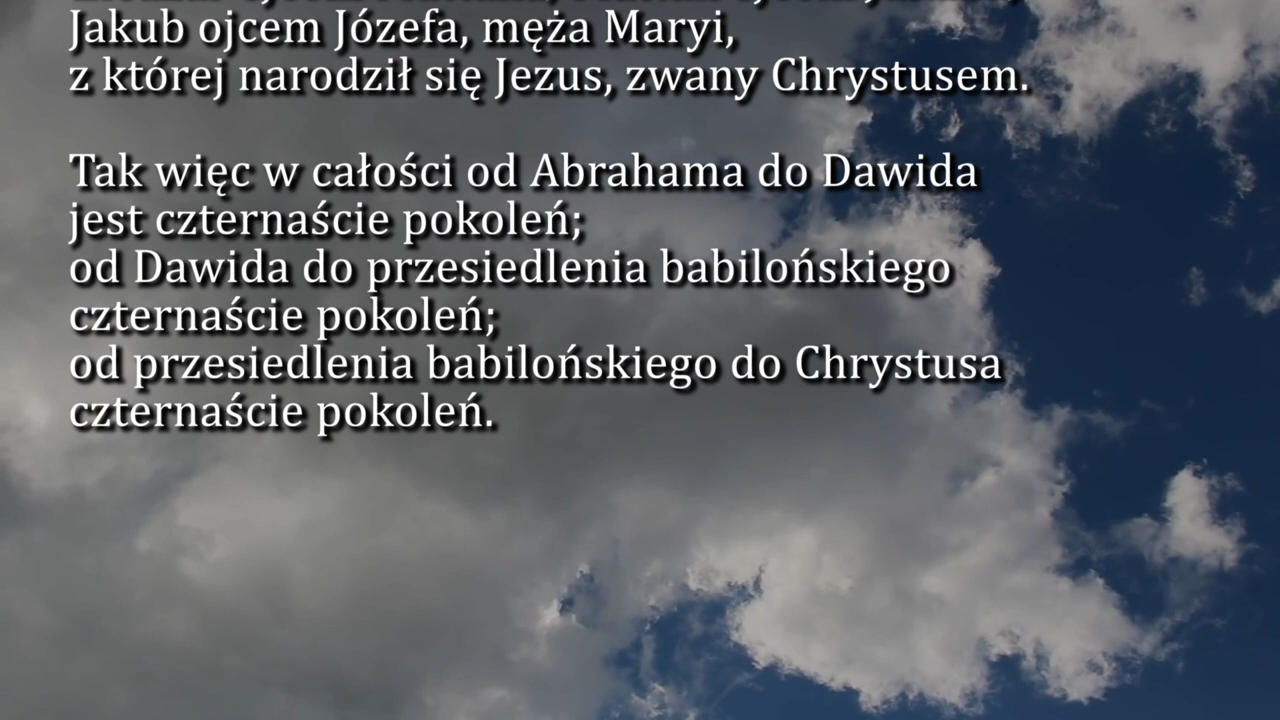 Jakub ojcem Józefa, męża Maryi,
z której narodził się Jezus, zwany Chrystusem.
Tak więc w całości od Abrahama do Dawida
jest czternaście pokoleń;
od Dawida do przesiedlenia babilońskiego
czternaście pokoleń;
od przesiedlenia babilońskiego do Chrystusa
czternaście pokoleń.